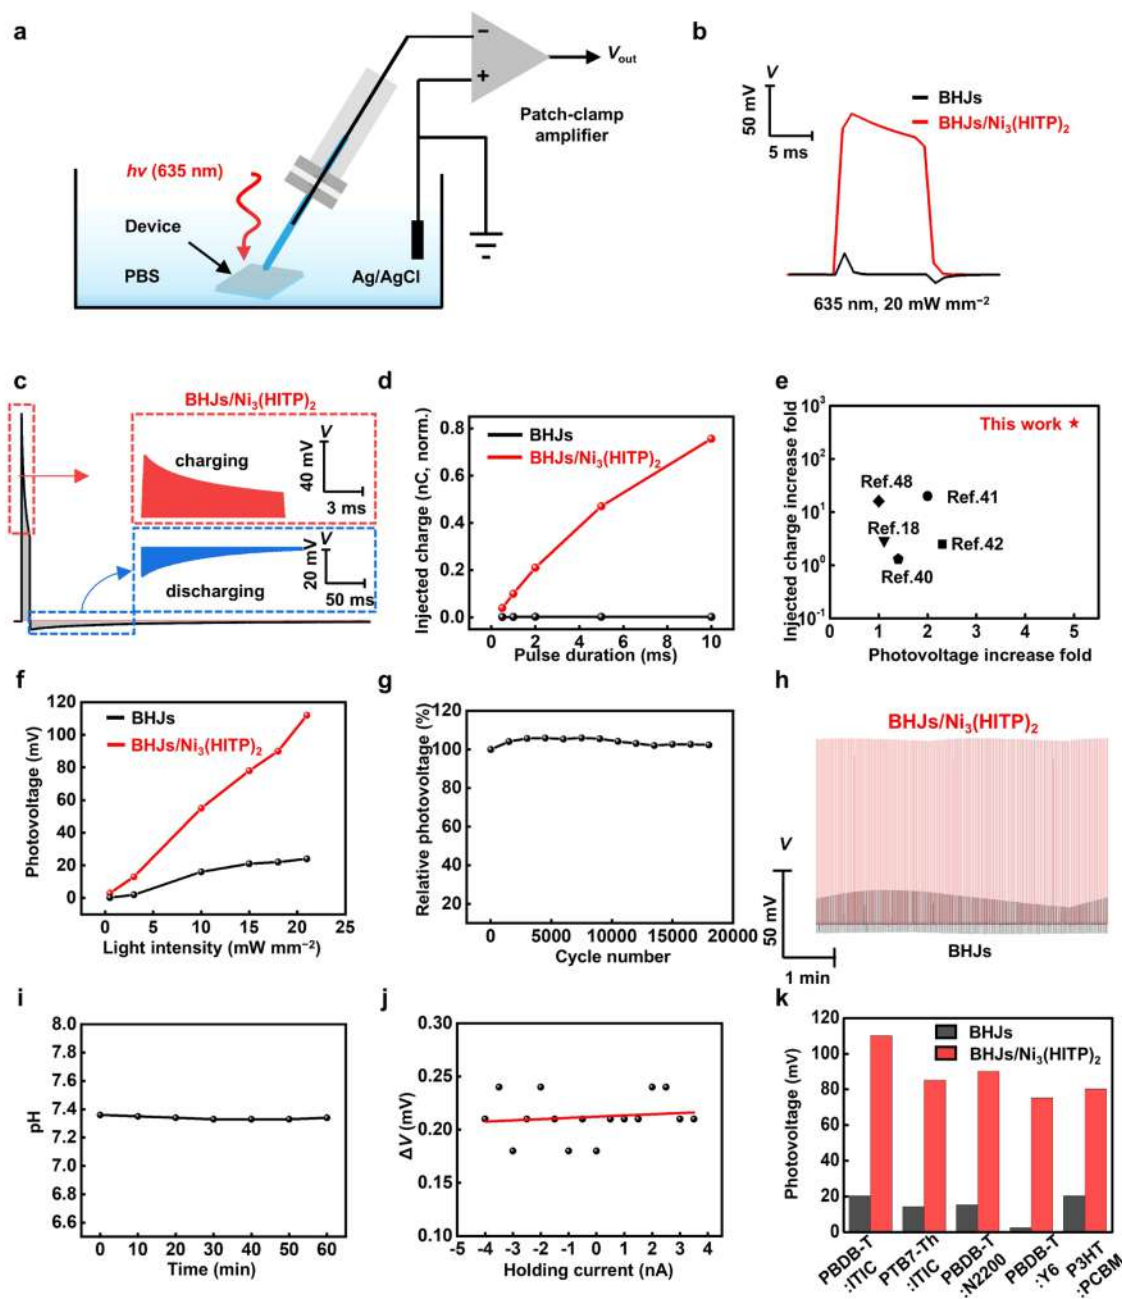 a
−
+
Vout
Patch-clamp
amplifier
hv (635 nm)
Device
PBS
Ag/AgCl
b
V
50 mV
5 ms
BHJs
BHJs/Ni3(HITP)2
635 nm, 20 mW mm−2
c
BHJs/Ni3(HITP)2
charging
V
40 mV
3 ms
discharging
V
20 mV
50 ms
d
Injected charge (nC, norm.)
0.8
0.6
0.4
0.2
0.0
BHJs
BHJs/Ni3(HITP)2
0 2 4 6 8 10
Pulse duration (ms)
e
Injected charge increase fold
10^3
10^2
10^1
10^0
10^-1
This work
Ref.48
Ref.41
Ref.18
Ref.42
Ref.40
0 1 2 3 4 5
Photovoltage increase fold
f
Photovoltage (mV)
120
100
80
60
40
20
0
BHJs
BHJs/Ni3(HITP)2
0 5 10 15 20 25
Light intensity (mW mm−2)
g
Relative photovoltage (%)
120
100
80
60
40
20
0 5000 10000 15000 20000
Cycle number
h
BHJs/Ni3(HITP)2
V
50 mV
1 min
BHJs
i
pH
8.0
7.8
7.6
7.4
7.2
7.0
6.8
6.6
0 10 20 30 40 50 60
Time (min)
j
ΔV (mV)
0.30
0.25
0.20
0.15
0.10
-5 -4 -3 -2 -1 0 1 2 3 4
Holding current (nA)
k
Photovoltage (mV)
120
100
80
60
40
20
0
BHJs
BHJs/Ni3(HITP)2
PBDB-T
:ITIC
PTB7-Th
:ITIC
PBDB-T
:N2200
PBDB-T
:Y6
P3HT
:PCBM